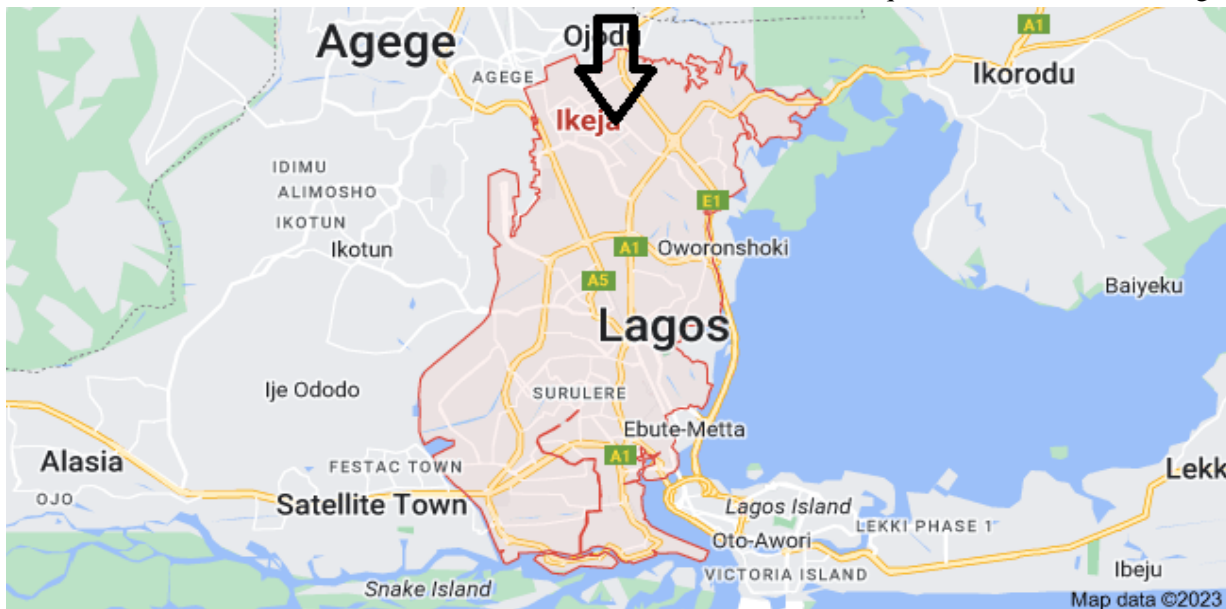 Ojodu
A1
Agege
AGEGE
Ikorodu
Ikeja
IDIMU
ALIMOSHO
IKOTUN
E1
Ikotun
A1
Oworonshoki
A5
Baiyeku
Lagos
Ije Ododo
SURULERE
Ebute-Metta
A1
Alasia
FESTAC TOWN
Lekk
OJO
Satellite Town
Lagos Island
LEKKI PHASE 1
Oto-Awori
VICTORIA ISLAND
Ibeju
Snake Island
Map data ©2023